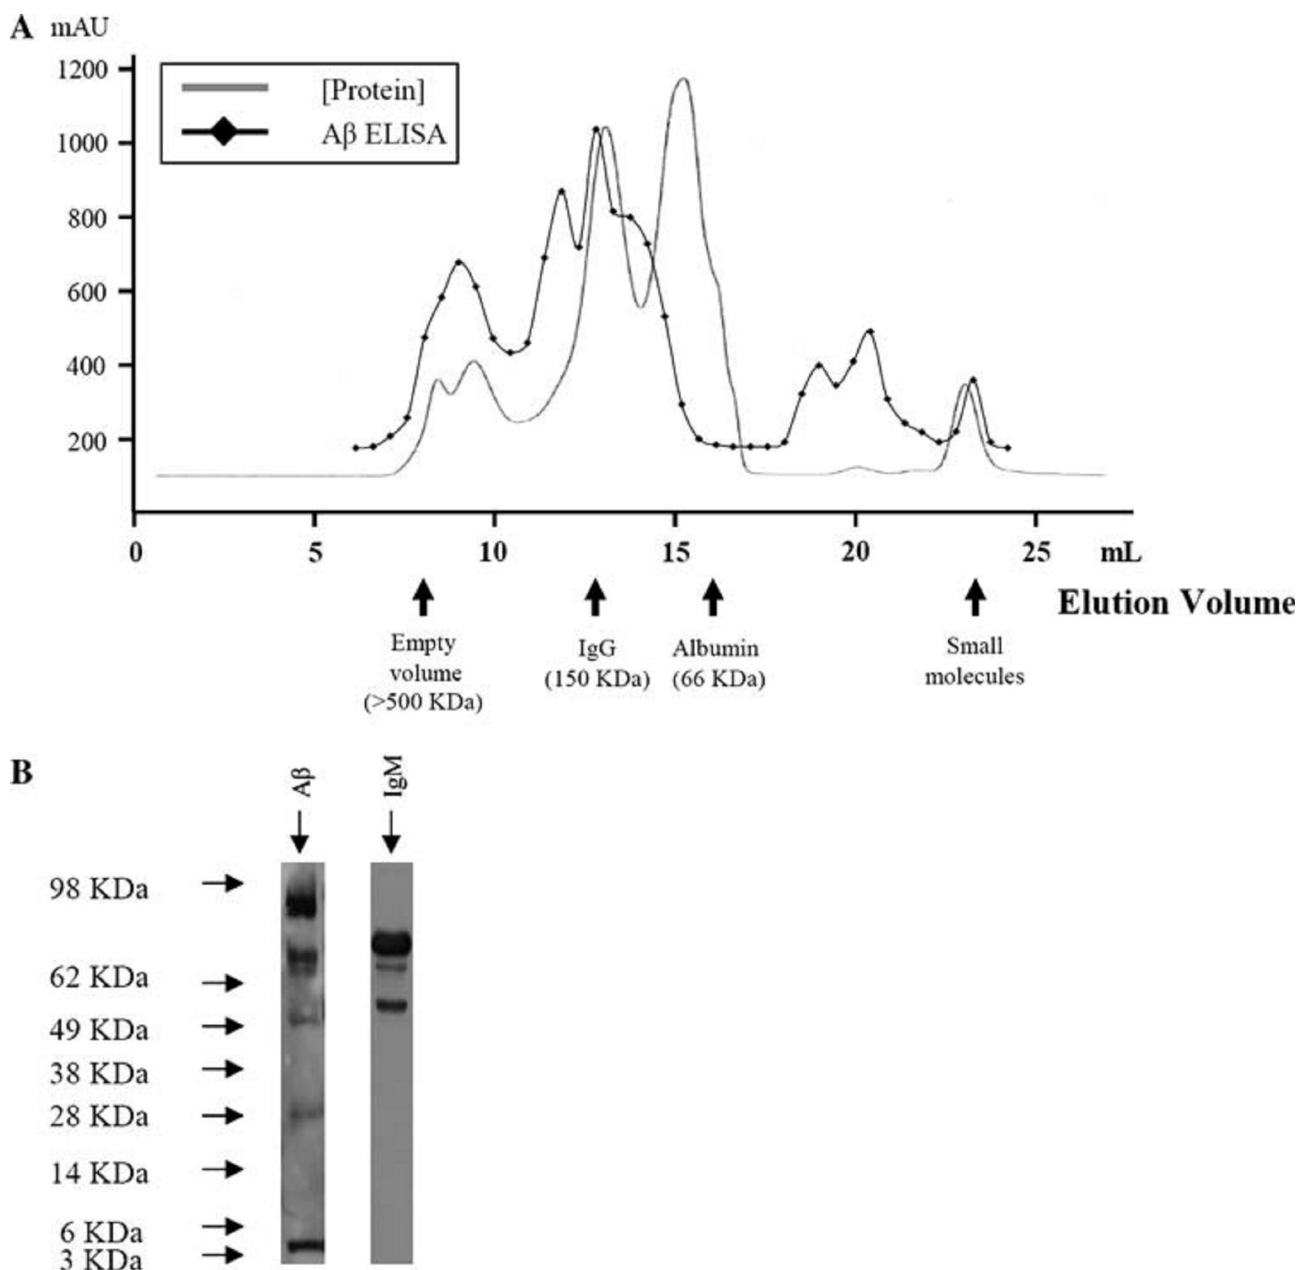 A mAU
1200
[Protein]
Aβ ELISA
1000
800
600
400
200
0 5 10 15 20 25 mL
Elution Volume
Empty
volume
(>500 KDa)
IgG
(150 KDa)
Albumin
(66 KDa)
Small
molecules
B
Aβ
IgM
98 KDa
62 KDa
49 KDa
38 KDa
28 KDa
14 KDa
6 KDa
3 KDa